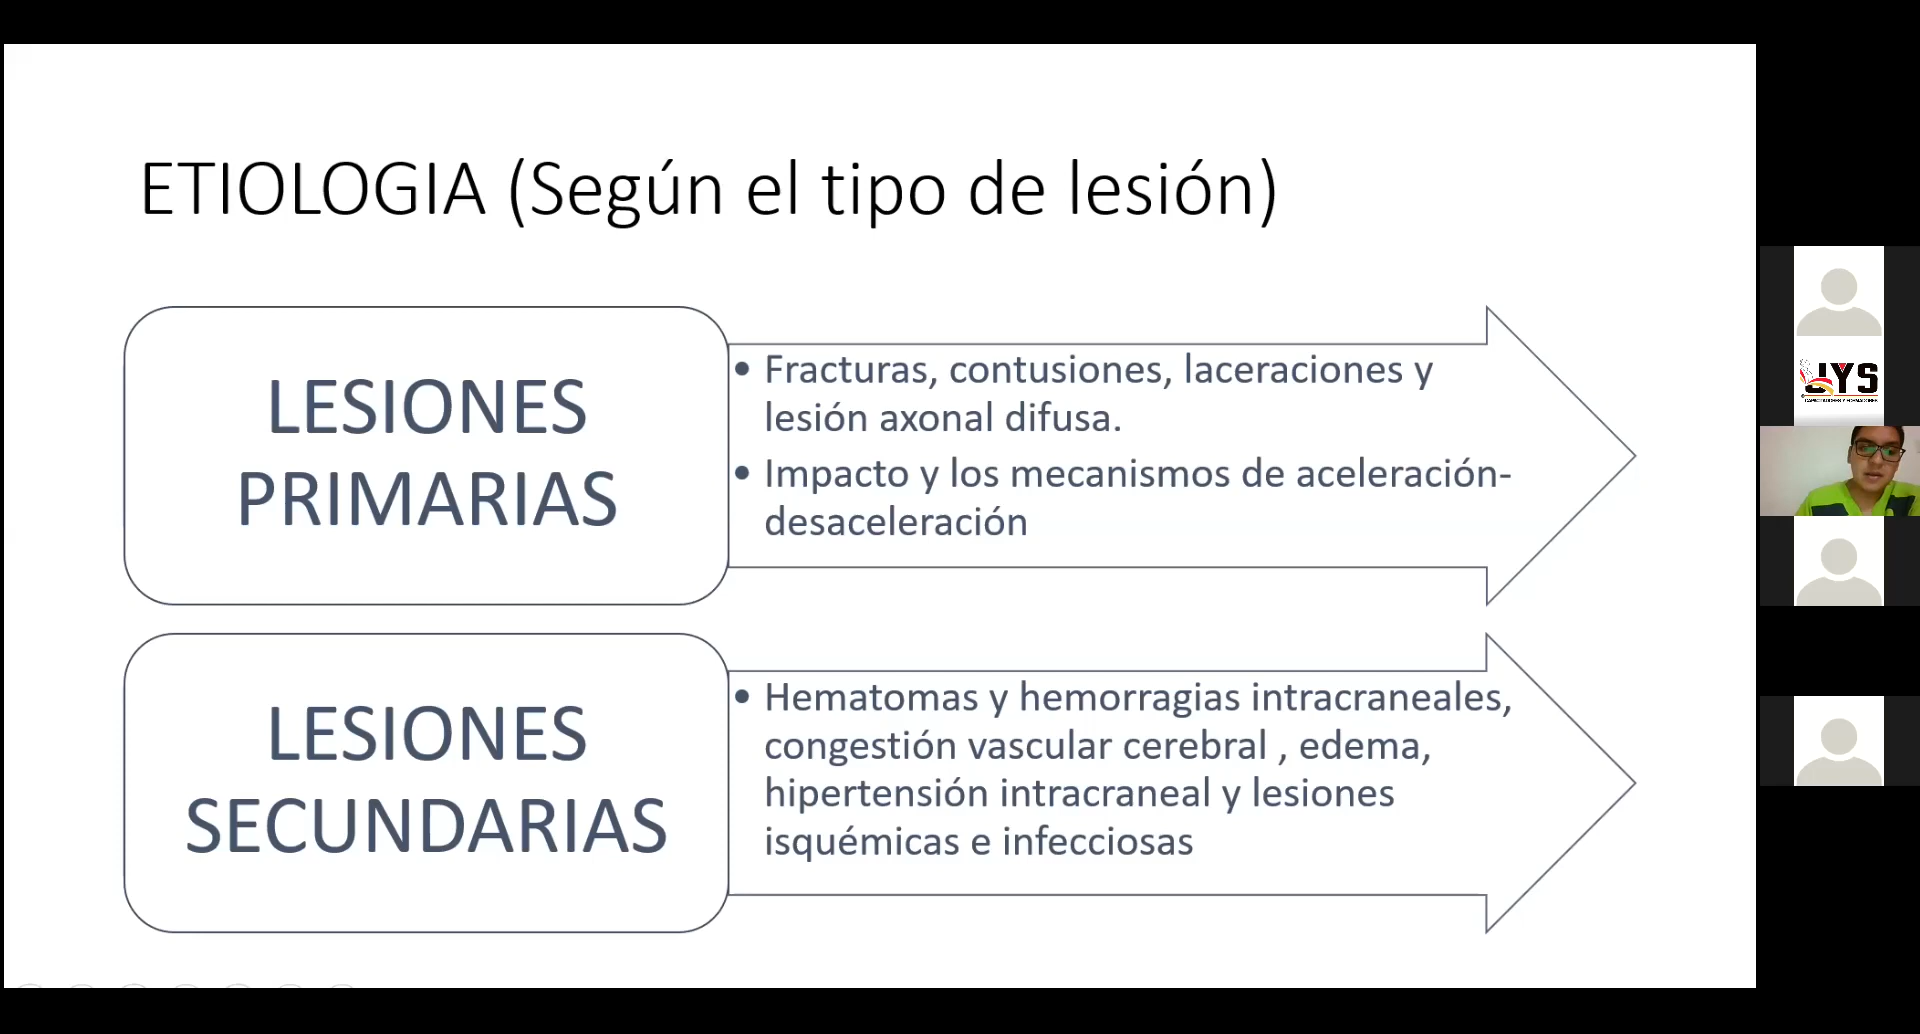 ETIOLOGIA (Según el tipo de lesión)
LESIONES
PRIMARIAS
• Fracturas, contusiones, laceraciones y
lesión axonal difusa.
• Impacto y los mecanismos de aceleración-
desaceleración
LESIONES
SECUNDARIAS
• Hematomas y hemorragias intracraneales,
congestión vascular cerebral , edema,
hipertensión intracraneal y lesiones
isquémicas e infecciosas
JYS